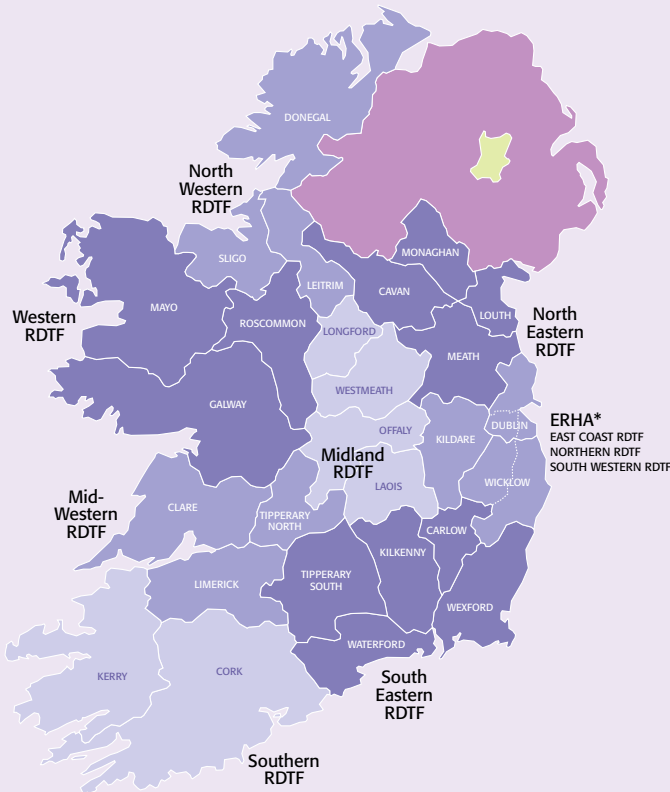 DONEGAL
North
Western
RDTF
SLIGO
LEITRIM
MONAGHAN
CAVAN
LOUTH
North
Eastern
RDTF
Western
RDTF
MAYO
ROSCOMMON
LONGFORD
MEATH
WESTMEATH
GALWAY
OFFALY
KILDARE
DUBLIN
ERHA*
EAST COAST RDTF
NORTHERN RDTF
SOUTH WESTERN RDTF
Midland
RDTF
LAOIS
WICKLOW
Mid-
Western
RDTF
CLARE
TIPPERARY
NORTH
CARLOW
KILKENNY
LIMERICK
TIPPERARY
SOUTH
WEXFORD
WATERFORD
KERRY
CORK
South
Eastern
RDTF
Southern
RDTF